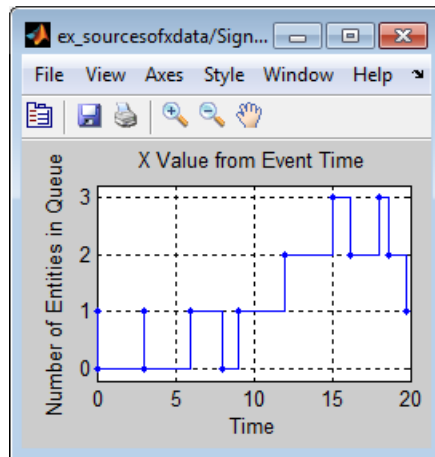 ex_sourcesofxdata/Sign...
File View Axes Style Window Help
X Value from Event Time
Number of Entities in Queue
3
2
1
0
0 5 10 15 20
Time